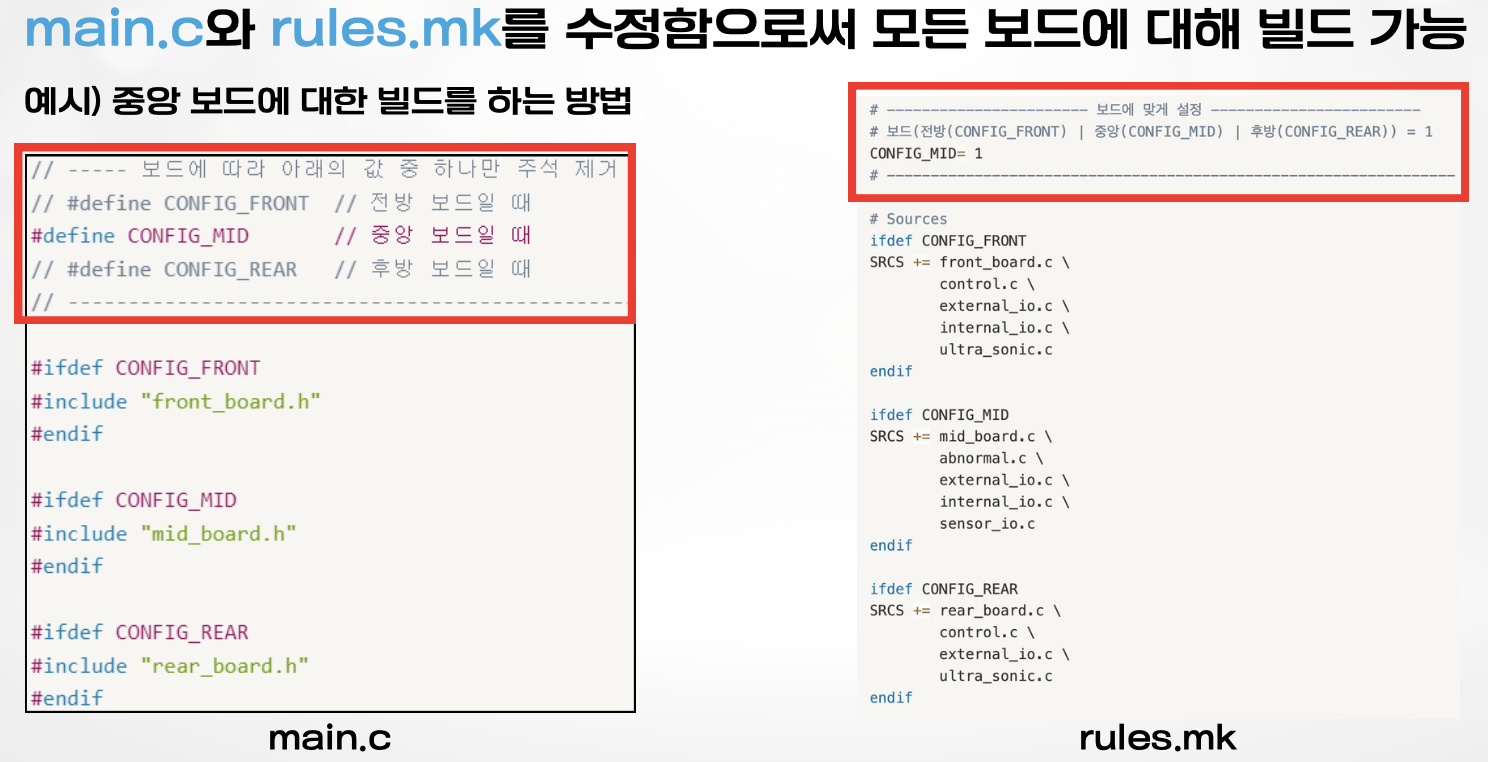 main.c와 rules.mk를 수정함으로써 모든 보드에 대해 빌드 가능
예시) 중앙 보드에 대한 빌드를 하는 방법
// ----- 보드에 따라 아래의 값 중 하나만 주석 제거
// #define CONFIG_FRONT  // 전방 보드일 때
#define CONFIG_MID       // 중앙 보드일 때
// #define CONFIG_REAR   // 후방 보드일 때
// ----------------------------------------------
#ifdef CONFIG_FRONT
#include "front_board.h"
#endif
#ifdef CONFIG_MID
#include "mid_board.h"
#endif
#ifdef CONFIG_REAR
#include "rear_board.h"
#endif
main.c
# ----------------------- 보드에 맞게 설정 ------------------------
# 보드(전방(CONFIG_FRONT) | 중앙(CONFIG_MID) | 후방(CONFIG_REAR)) = 1
CONFIG_MID= 1
# -----------------------------------------------------------------
# Sources
ifdef CONFIG_FRONT
SRCS += front_board.c \
        control.c \
        external_io.c \
        internal_io.c \
        ultra_sonic.c
endif
ifdef CONFIG_MID
SRCS += mid_board.c \
        abnormal.c \
        external_io.c \
        internal_io.c \
        sensor_io.c
endif
ifdef CONFIG_REAR
SRCS += rear_board.c \
        control.c \
        external_io.c \
        ultra_sonic.c
endif
rules.mk